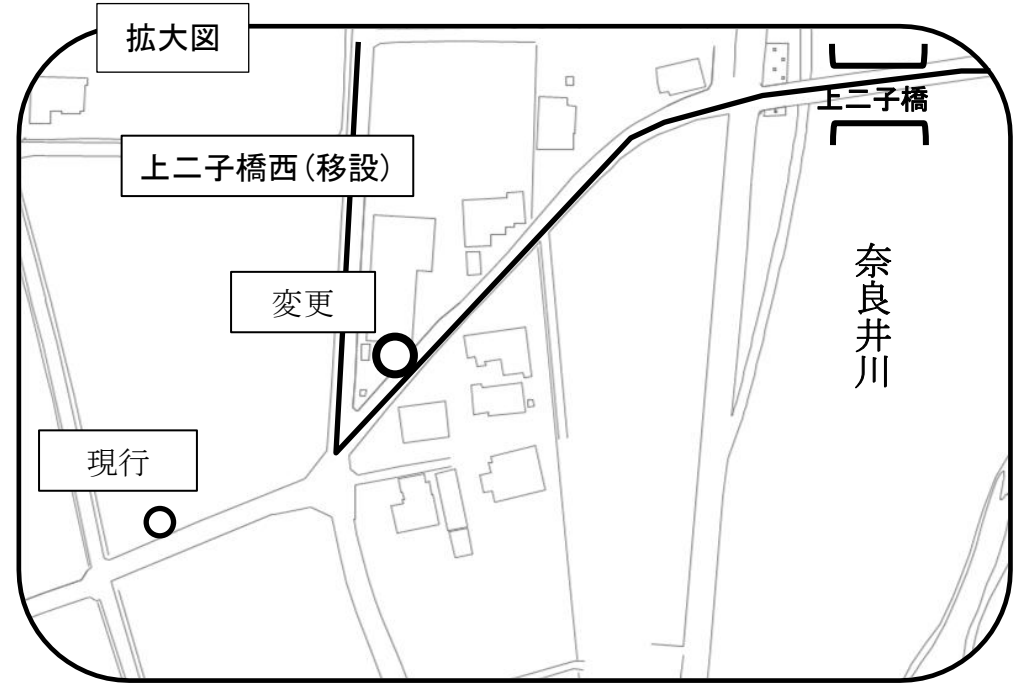 拡大図
上二子橋
上二子橋西（移設）
奈良井川
変更
現行